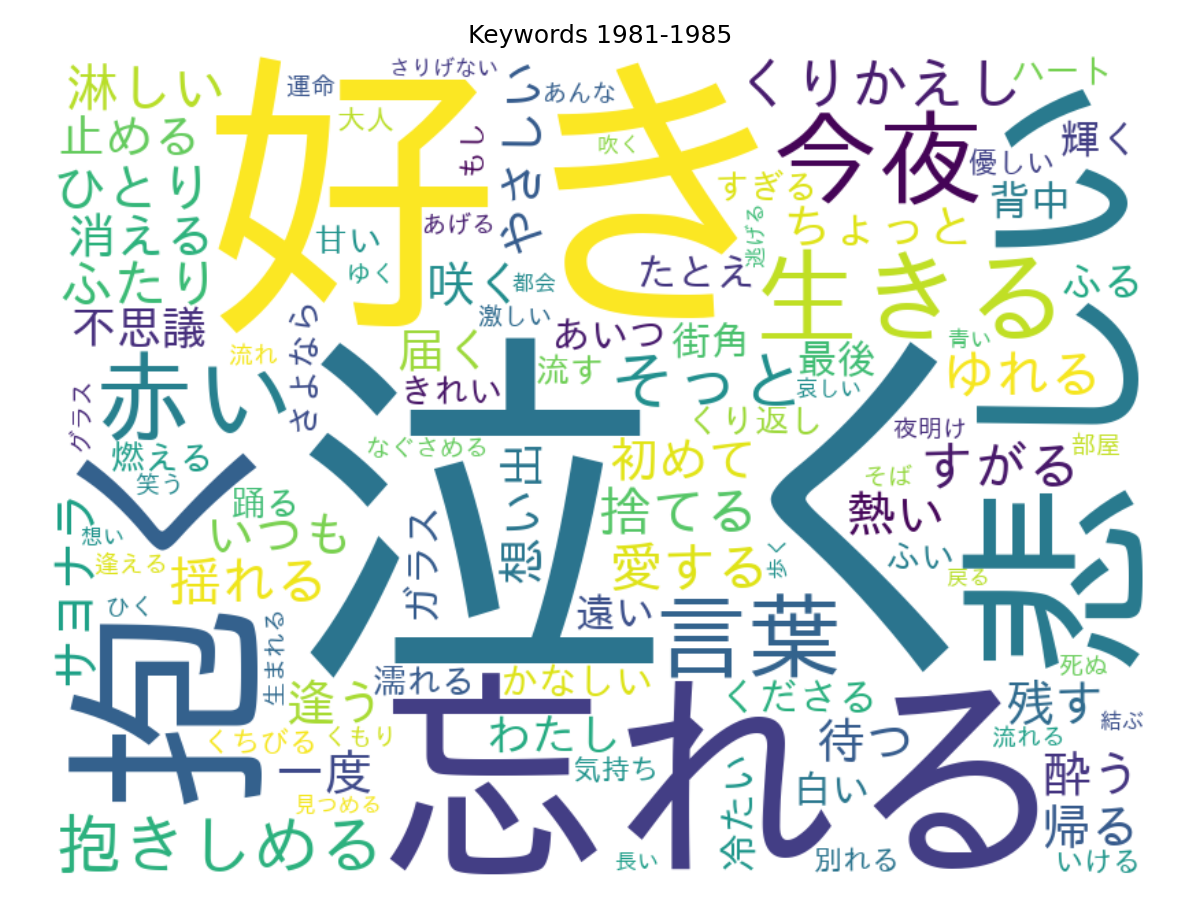 Keywords 1981-1985
淋しい
運命
さりげない
やさしい
あんな
くりかえし
ハート
止める
好き
大人
もし
吹く
今夜
悲しい
優しい
輝く
ひとり
すぎる
背中
消える
甘い
あげる
逃げる
ちょっと
ふたり
ゆく
咲く
都会
たとえ
生きる
ふる
不思議
さよなら
激しい
あいつ
街角
最後
青い
赤い
流れ
届く
きれい
流す
そっと
哀しい
ゆれる
グラス
泣く
くり返し
夜明け
部屋
燃える
なぐさめる
想い出
初めて
そば
すがる
笑う
踊る
いつも
ガラス
捨てる
熱い
サヨナラ
想い
逢える
揺れる
愛する
歩く
ふい
戻る
抱く
ひく
生まれる
遠い
言葉
逢う
濡れる
かなしい
くださる
残す
死ぬ
くちびる
くもり
忘れる
わたし
待つ
流れる
結ぶ
一度
気持ち
冷たい
白い
酔う
見つめる
抱きしめる
長い
別れる
帰る
いける